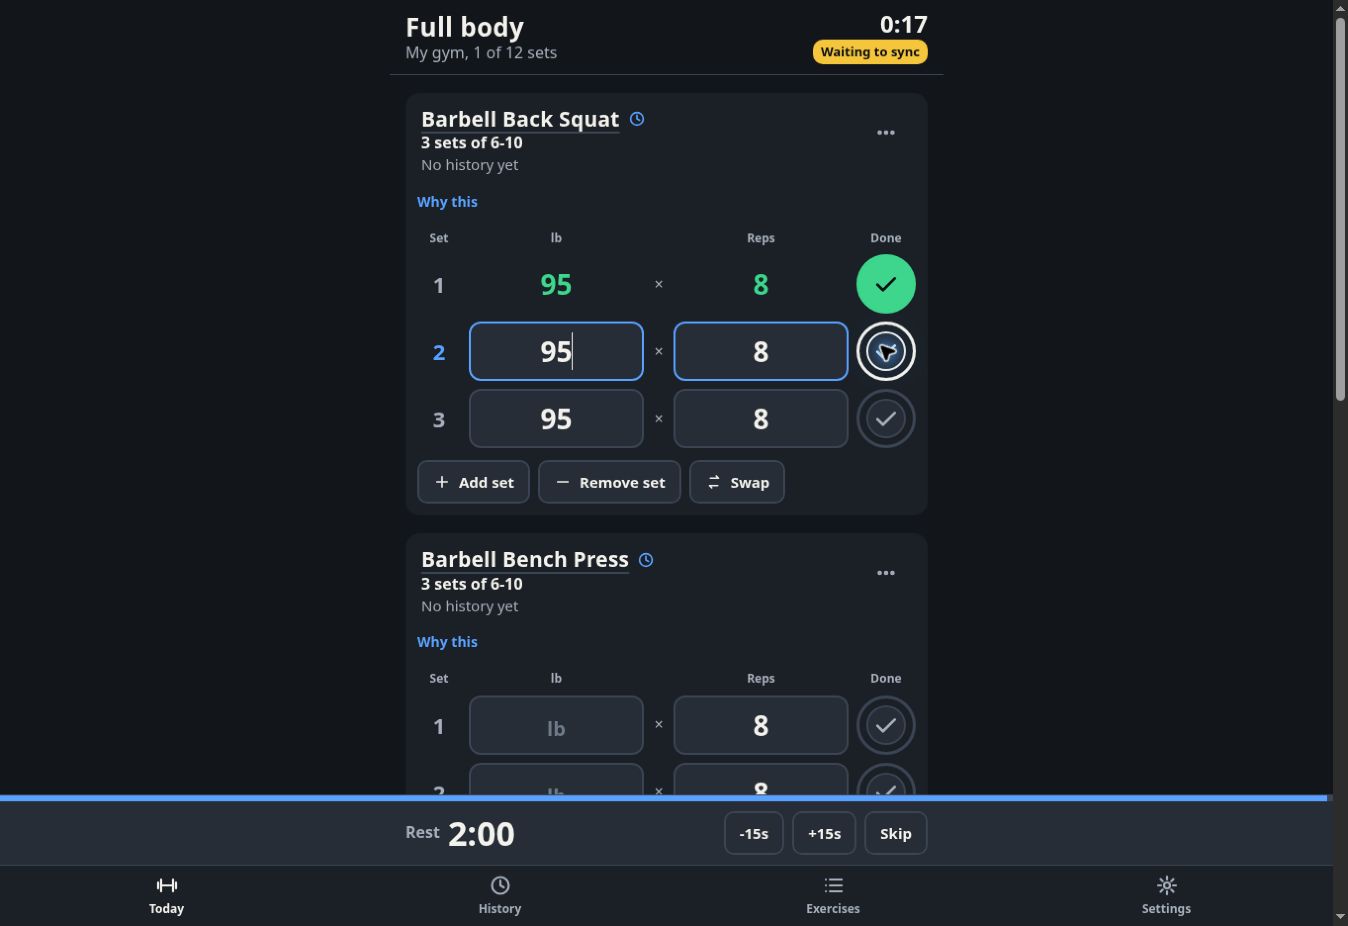 Full body
0:17
My gym, 1 of 12 sets
Waiting to sync
Barbell Back Squat
3 sets of 6-10
No history yet
Why this
Set lb Reps Done
1 95 × 8
2 95 × 8
3 95 × 8
+ Add set − Remove set Swap
Barbell Bench Press
3 sets of 6-10
No history yet
Why this
Set lb Reps Done
1 lb × 8
2 lb × 8
Rest 2:00 -15s +15s Skip
Today History Exercises Settings